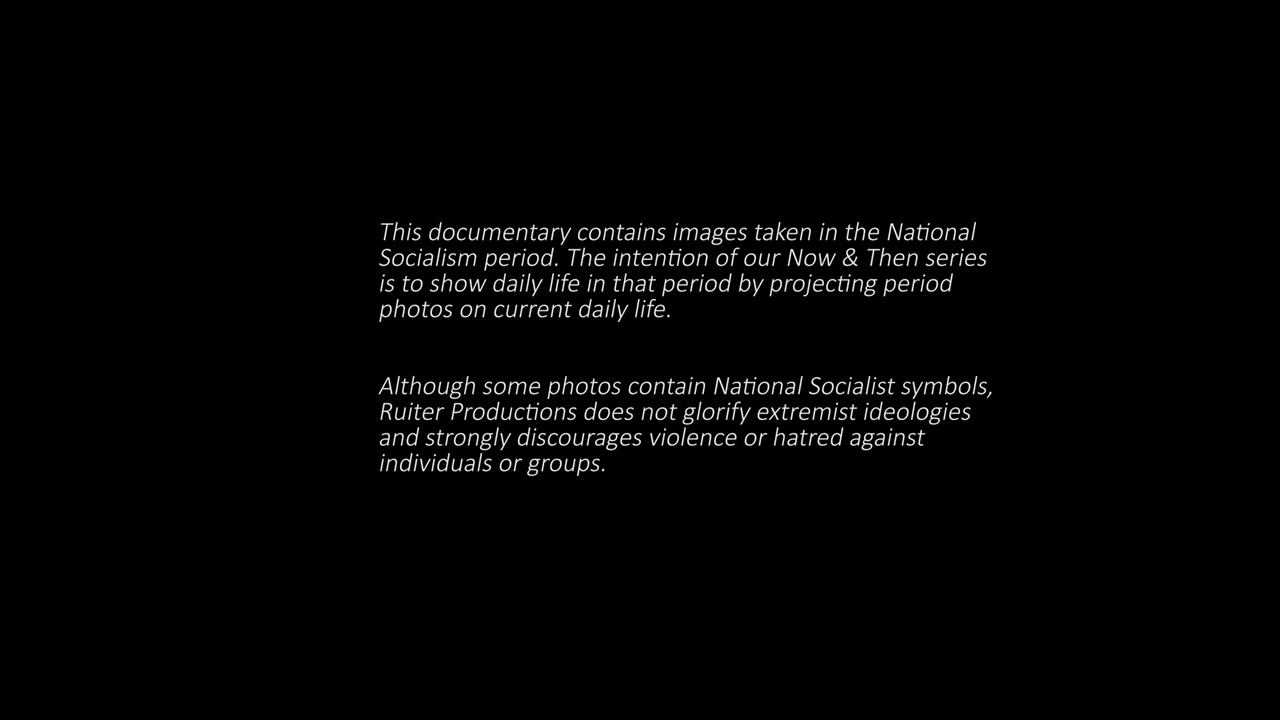 This documentary contains images taken in the National
Socialism period. The intention of our Now & Then series
is to show daily life in that period by projecting period
photos on current daily life.
Although some photos contain National Socialist symbols,
Ruiter Productions does not glorify extremist ideologies
and strongly discourages violence or hatred against
individuals or groups.